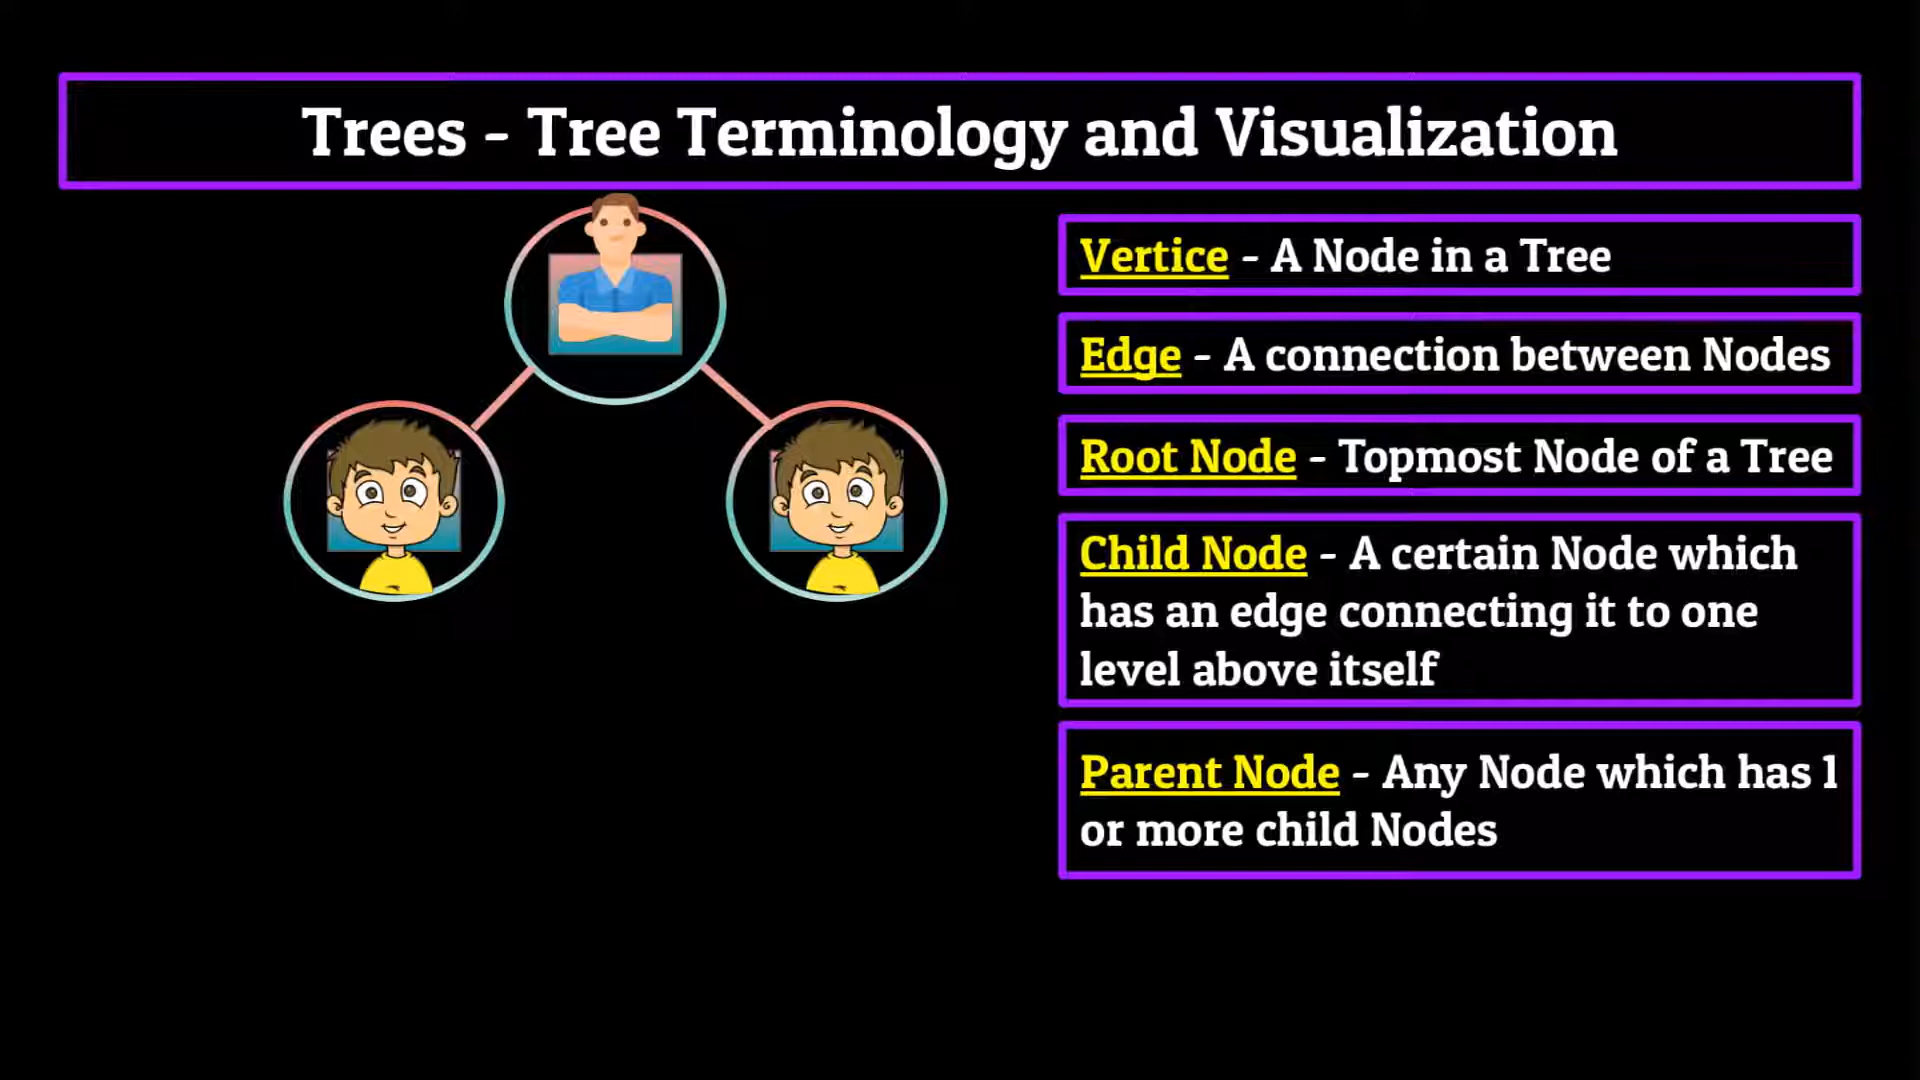 Trees - Tree Terminology and Visualization
Vertice - A Node in a Tree
Edge - A connection between Nodes
Root Node - Topmost Node of a Tree
Child Node - A certain Node which
has an edge connecting it to one
level above itself
Parent Node - Any Node which has 1
or more child Nodes